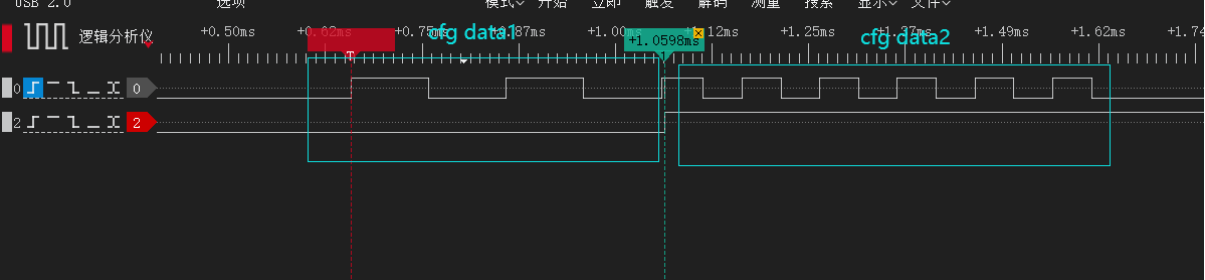 USB 2.0 选项 模式 开始 立即 触发 解码 测量 搜索 显示 文件
逻辑分析仪 +0.50ms +0.62ms +0.75ms +0.87ms +1.00ms +1.12ms +1.25ms +1.37ms +1.49ms +1.62ms +1.74
cfg data1 cfg data2
+1.0598ms
T 1
0 0
2 2